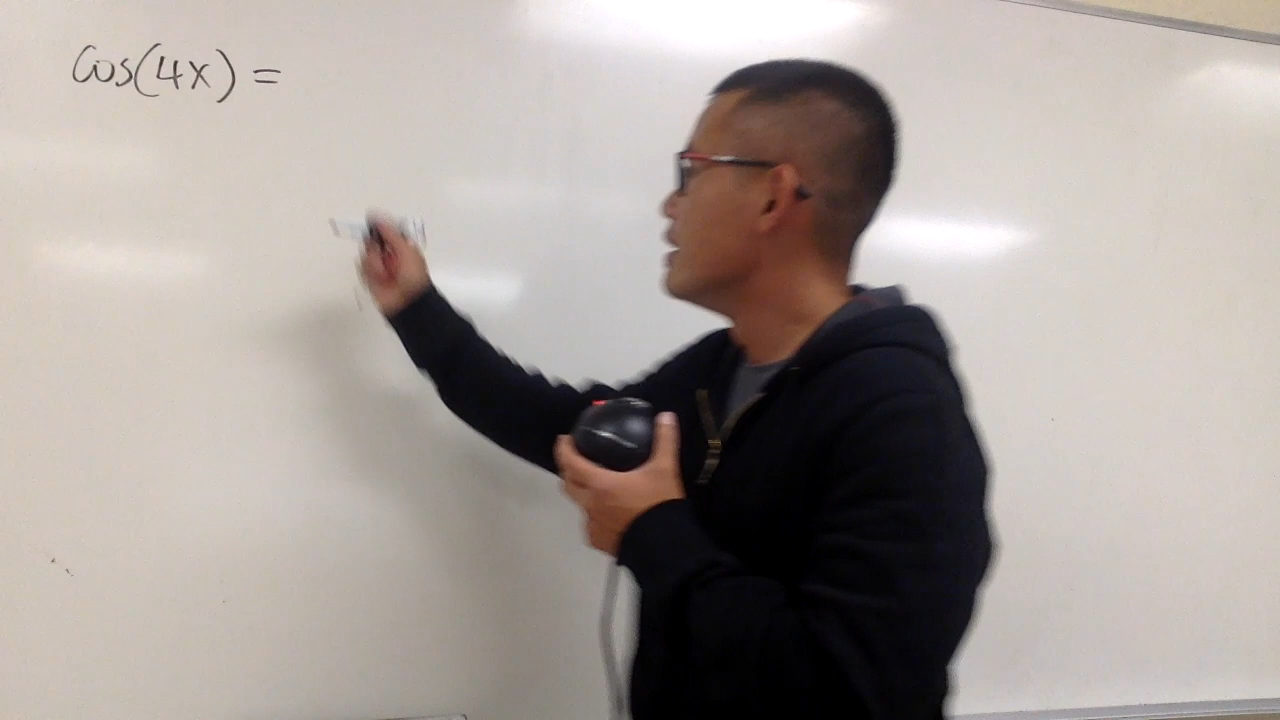 cos(4x) =